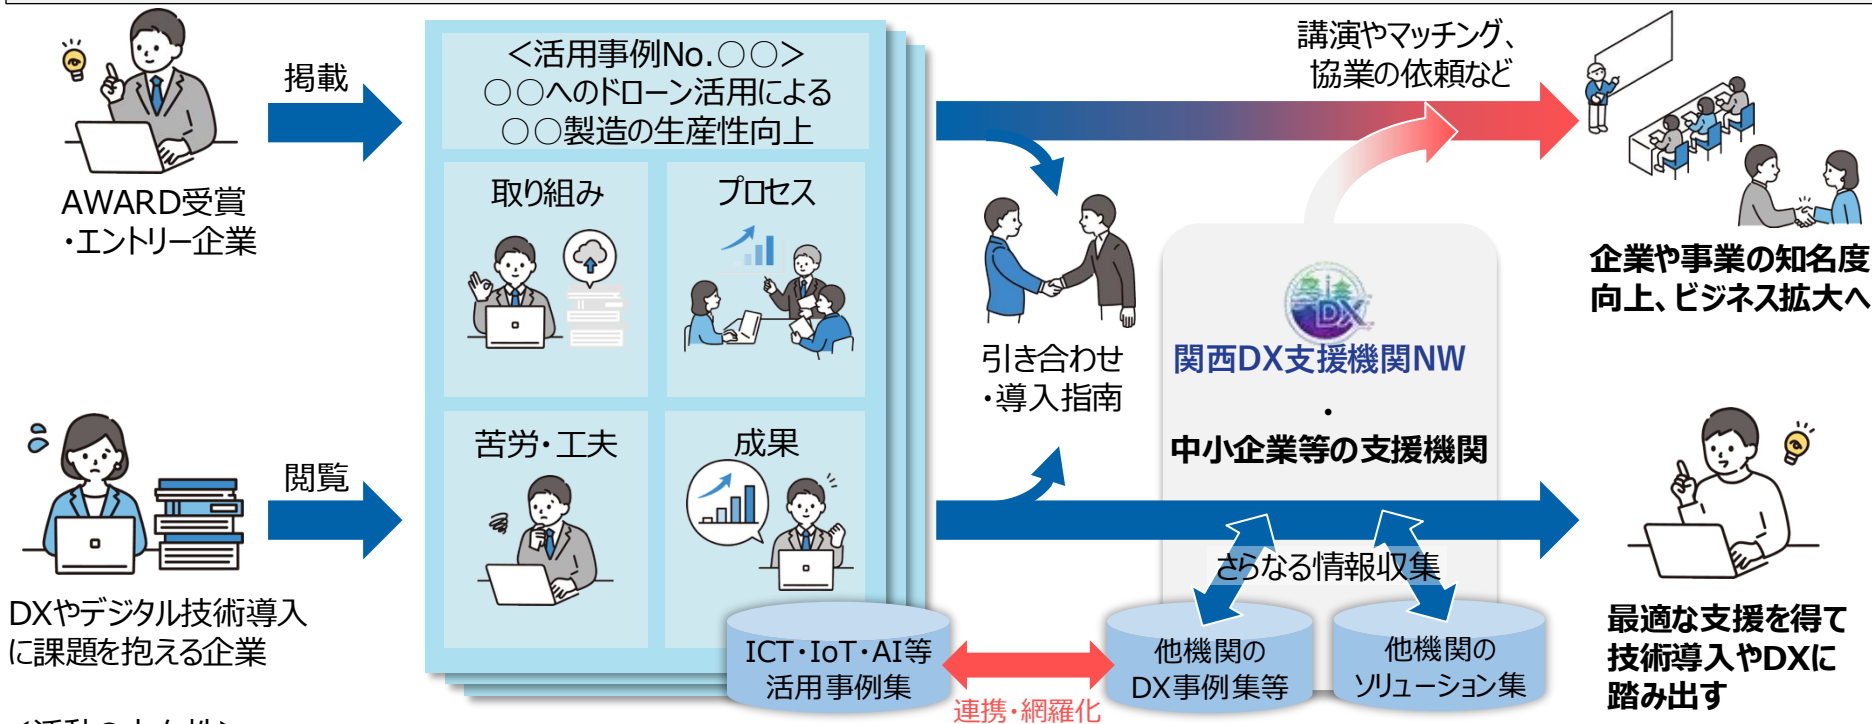 掲載
AWARD受賞
・エントリー企業
閲覧
DXやデジタル技術導入
に課題を抱える企業
＜活用事例No.○○＞
○○へのドローン活用による
○○製造の生産性向上
取り組み
プロセス
苦労・工夫
成果
ICT・IoT・AI等
活用事例集
連携・網羅化
引き合わせ
・導入指南
講演やマッチング、
協業の依頼など
DX
関西DX支援機関NW
・
中小企業等の支援機関
さらなる情報収集
他機関の
DX事例集等
他機関の
ソリューション集
企業や事業の知名度
向上、ビジネス拡大へ
最適な支援を得て
技術導入やDXに
踏み出す